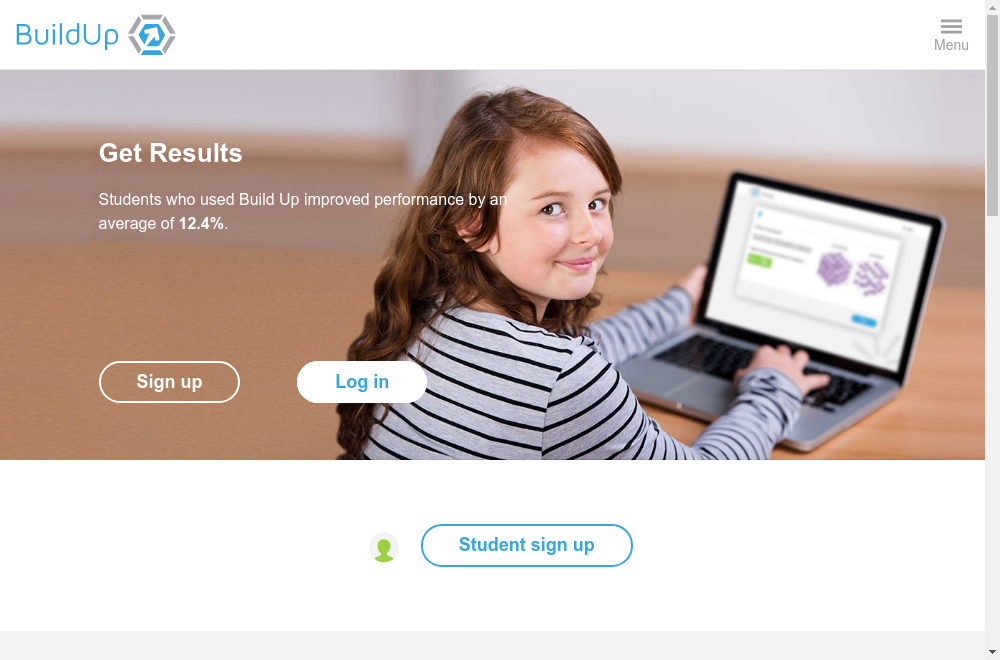 BuildUp
Menu
Get Results
Students who used Build Up improved performance by an
average of 12.4%.
Sign up
Log in
Student sign up